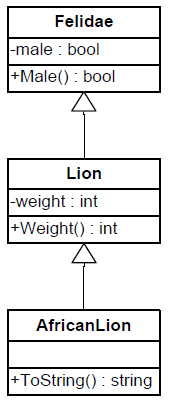 Felidae
-male : bool
+Male() : bool
Lion
-weight : int
+Weight() : int
AfricanLion
+ToString() : string